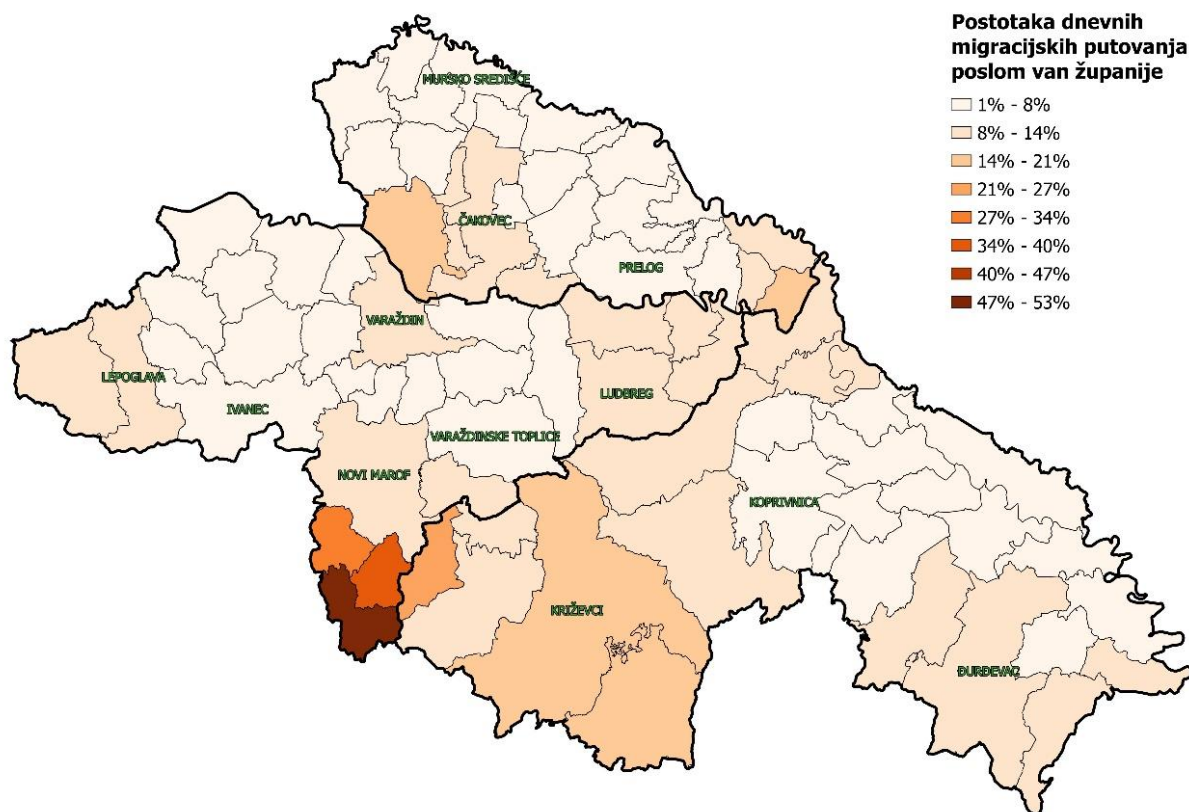 Postotaka dnevnih
migracijskih putovanja
poslom van županije
1% - 8%
8% - 14%
14% - 21%
21% - 27%
27% - 34%
34% - 40%
40% - 47%
47% - 53%
MURSKO SREDIŠĆE
ČAKOVEC
PRELOG
VARAŽDIN
LEPOGLAVA
LUDBREG
IVANEC
VARAŽDINSKE TOPLICE
NOVI MAROF
KOPRIVNICA
KRIŽEVCI
ĐURĐEVAC